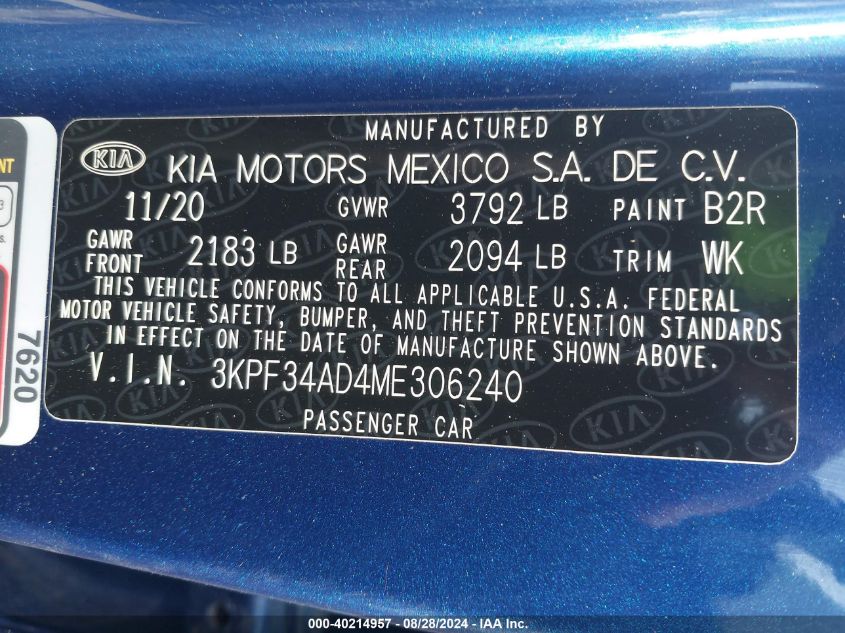 MANUFACTURED BY
KIA KIA MOTORS MEXICO S.A. DE C.V.
11/20 GVWR 3792 LB PAINT B2R
GAWR FRONT 2183 LB GAWR REAR 2094 LB TRIM WK
THIS VEHICLE CONFORMS TO ALL APPLICABLE U.S.A. FEDERAL
MOTOR VEHICLE SAFETY, BUMPER, AND THEFT PREVENTION STANDARDS
IN EFFECT ON THE DATE OF MANUFACTURE SHOWN ABOVE.
V.I.N. 3KPF34AD4ME306240
PASSENGER CAR
7620
000-40214957 - 08/28/2024 - IAA Inc.